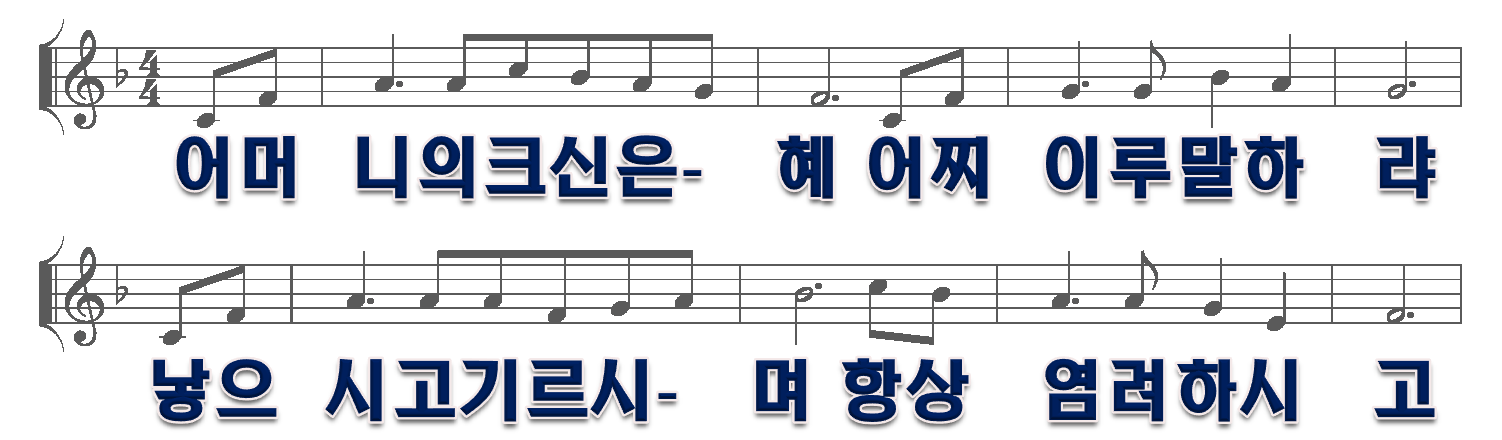 어머 니의크신은- 혜 어찌 이루말하 랴
낳으 시고기르시- 며 항상 염려하시 고